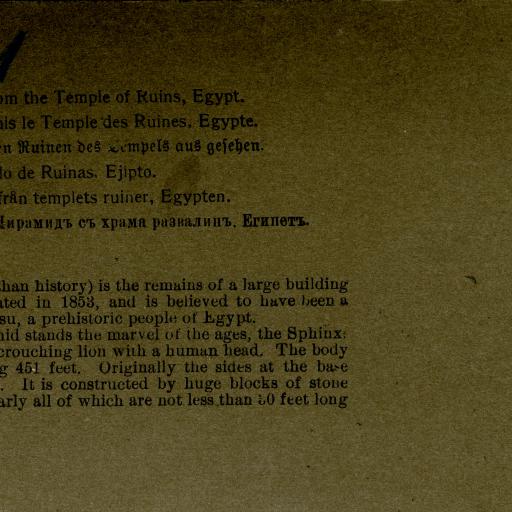 om the Temple of Ruins, Egypt.
is le Temple des Ruines, Egypte.
n Ruinen des Tempels aus gesehen.
lo de Ruinas. Ejipto.
från templets ruiner, Egypten.
Пирамидъ съ храма развалинъ. Египетъ.
than history) is the remains of a large building
ated in 1853, and is believed to have been a
su, a prehistoric people of Egypt.
mid stands the marvel of the ages, the Sphinx:
crouching lion with a human head. The body
g 451 feet. Originally the sides at the base
. It is constructed by huge blocks of stone
arly all of which are not less than 50 feet long